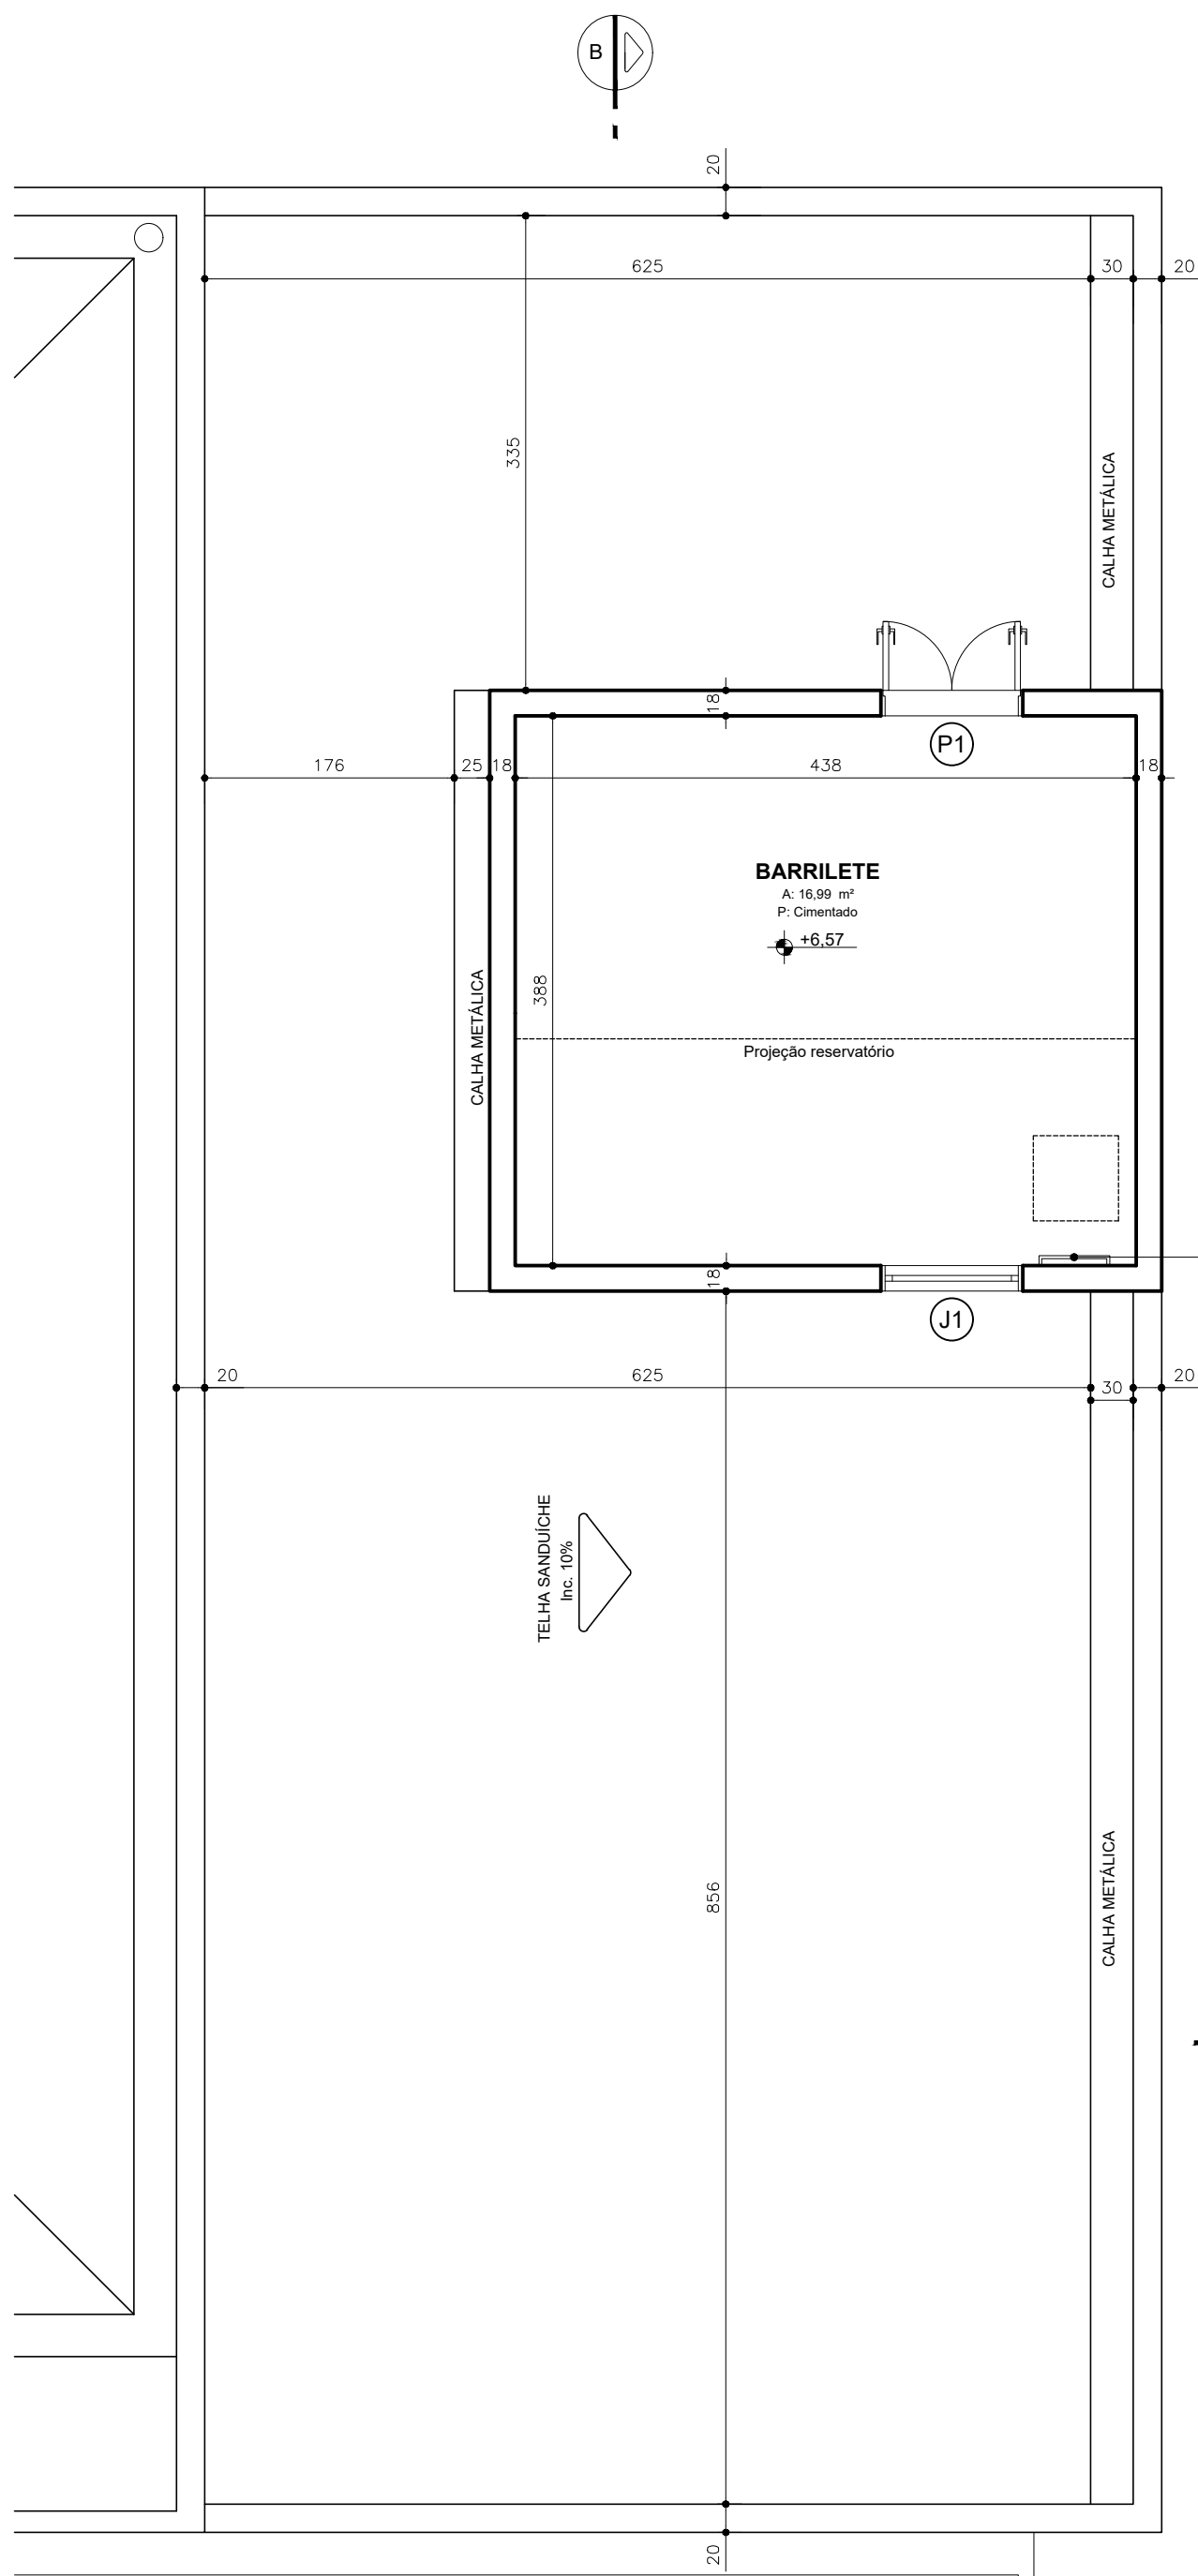 B
20
625
30
20
335
CALHA METÁLICA
18
P1
176
25
18
438
18
BARRILETE
A: 16,99 m²
P: Cimentado
+6,57
388
CALHA METÁLICA
Projeção reservatório
18
J1
20
625
30
20
TELHA SANDUÍCHE
Inc. 10%
856
CALHA METÁLICA
20